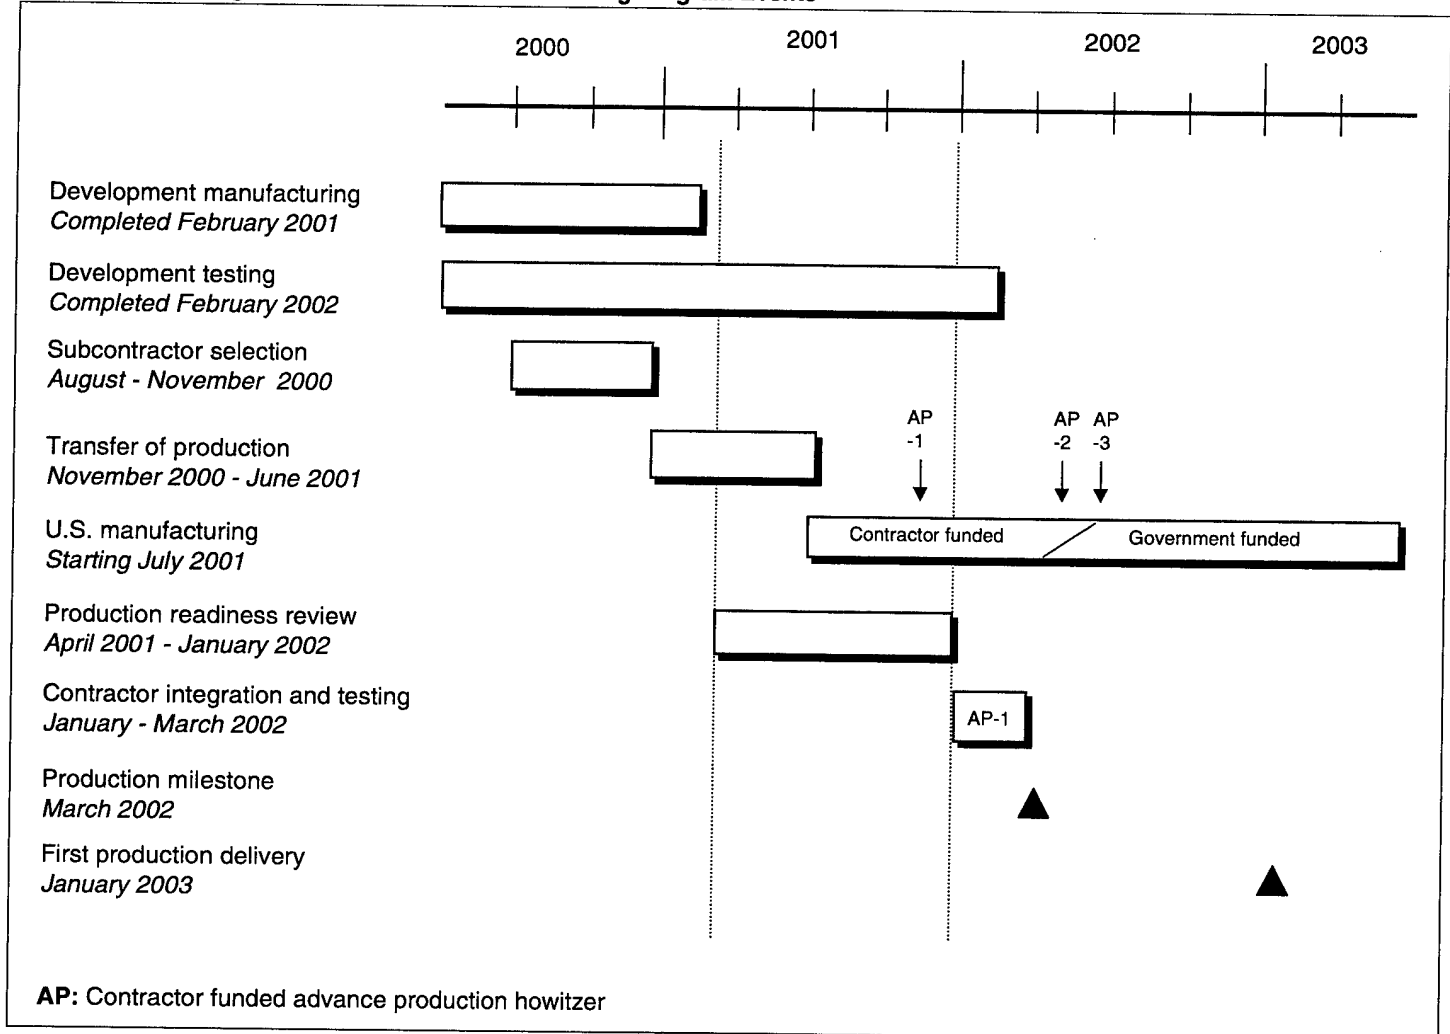 2000 2001 2002 2003
Development manufacturing
Completed February 2001
Development testing
Completed February 2002
Subcontractor selection
August - November 2000
AP AP AP
-1 -2 -3
Transfer of production
November 2000 - June 2001
U.S. manufacturing
Starting July 2001
Contractor funded Government funded
Production readiness review
April 2001 - January 2002
Contractor integration and testing
January - March 2002
AP-1
Production milestone
March 2002
First production delivery
January 2003
AP: Contractor funded advance production howitzer